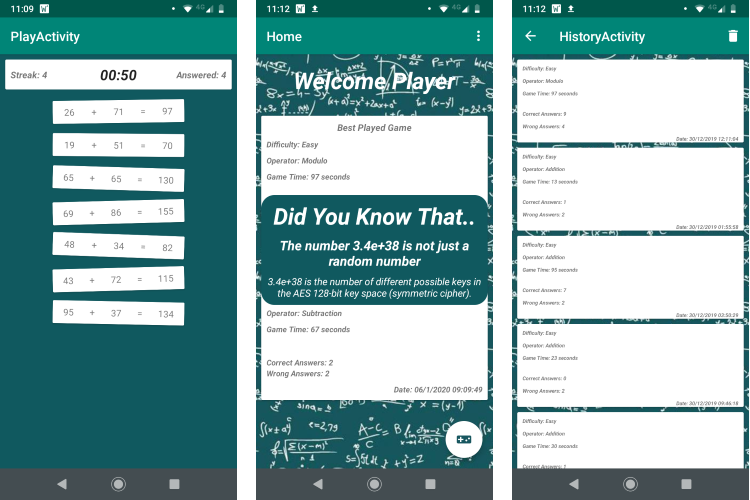 11:09
4G
PlayActivity
Streak: 4
00:50
Answered: 4
26 + 71 = 97
19 + 51 = 70
65 + 65 = 130
69 + 86 = 155
48 + 34 = 82
43 + 72 = 115
95 + 37 = 134
11:12
4G
Home
Welcome Player
Best Played Game
Difficulty: Easy
Operator: Modulo
Game Time: 97 seconds
Did You Know That..
The number 3.4e+38 is not just a
random number
3.4e+38 is the number of different possible keys in
the AES 128-bit key space (symmetric cipher).
Operator: Subtraction
Game Time: 67 seconds
Correct Answers: 2
Wrong Answers: 2
Date: 06/1/2020 09:09:49
11:12
4G
HistoryActivity
Difficulty: Easy
Operator: Modulo
Game Time: 97 seconds
Correct Answers: 9
Wrong Answers: 4
Date: 30/12/2019 12:11:04
Difficulty: Easy
Operator: Addition
Game Time: 13 seconds
Correct Answers: 1
Wrong Answers: 2
Date: 30/12/2019 01:55:58
Difficulty: Easy
Operator: Addition
Game Time: 95 seconds
Correct Answers: 7
Wrong Answers: 2
Date: 30/12/2019 03:50:29
Difficulty: Easy
Operator: Addition
Game Time: 23 seconds
Correct Answers: 0
Wrong Answers: 2
Date: 30/12/2019 09:46:18
Difficulty: Easy
Operator: Addition
Game Time: 30 seconds
Correct Answers: 1